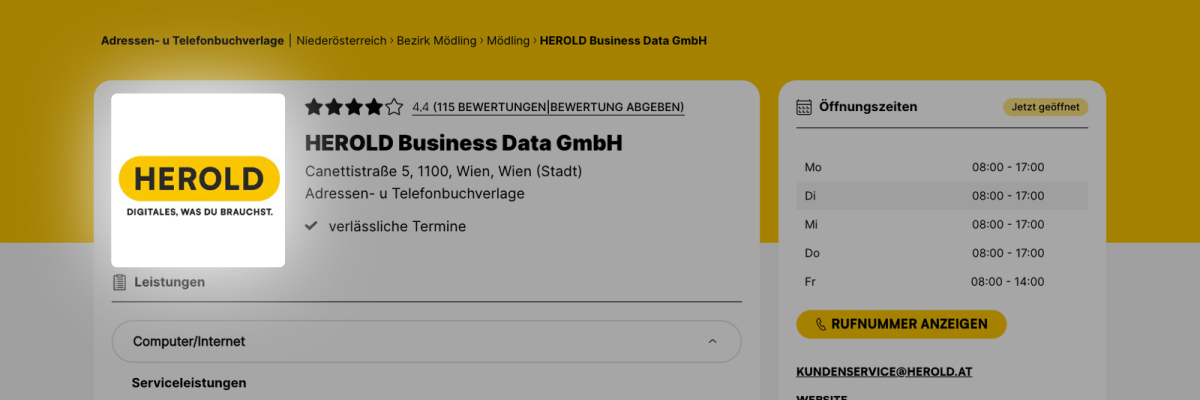 Adressen- u Telefonbuchverlage | Niederösterreich › Bezirk Mödling › Mödling › HEROLD Business Data GmbH
HEROLD
DIGITALES, WAS DU BRAUCHST.
4.4 (115 BEWERTUNGEN|BEWERTUNG ABGEBEN)
HEROLD Business Data GmbH
Canettistraße 5, 1100, Wien, Wien (Stadt)
Adressen- u Telefonbuchverlage
verlässliche Termine
Leistungen
Computer/Internet
Serviceleistungen
Öffnungszeiten
Jetzt geöffnet
Mo 08:00 - 17:00
Di 08:00 - 17:00
Mi 08:00 - 17:00
Do 08:00 - 17:00
Fr 08:00 - 14:00
RUFNUMMER ANZEIGEN
KUNDENSERVICE@HEROLD.AT
WEBSITE